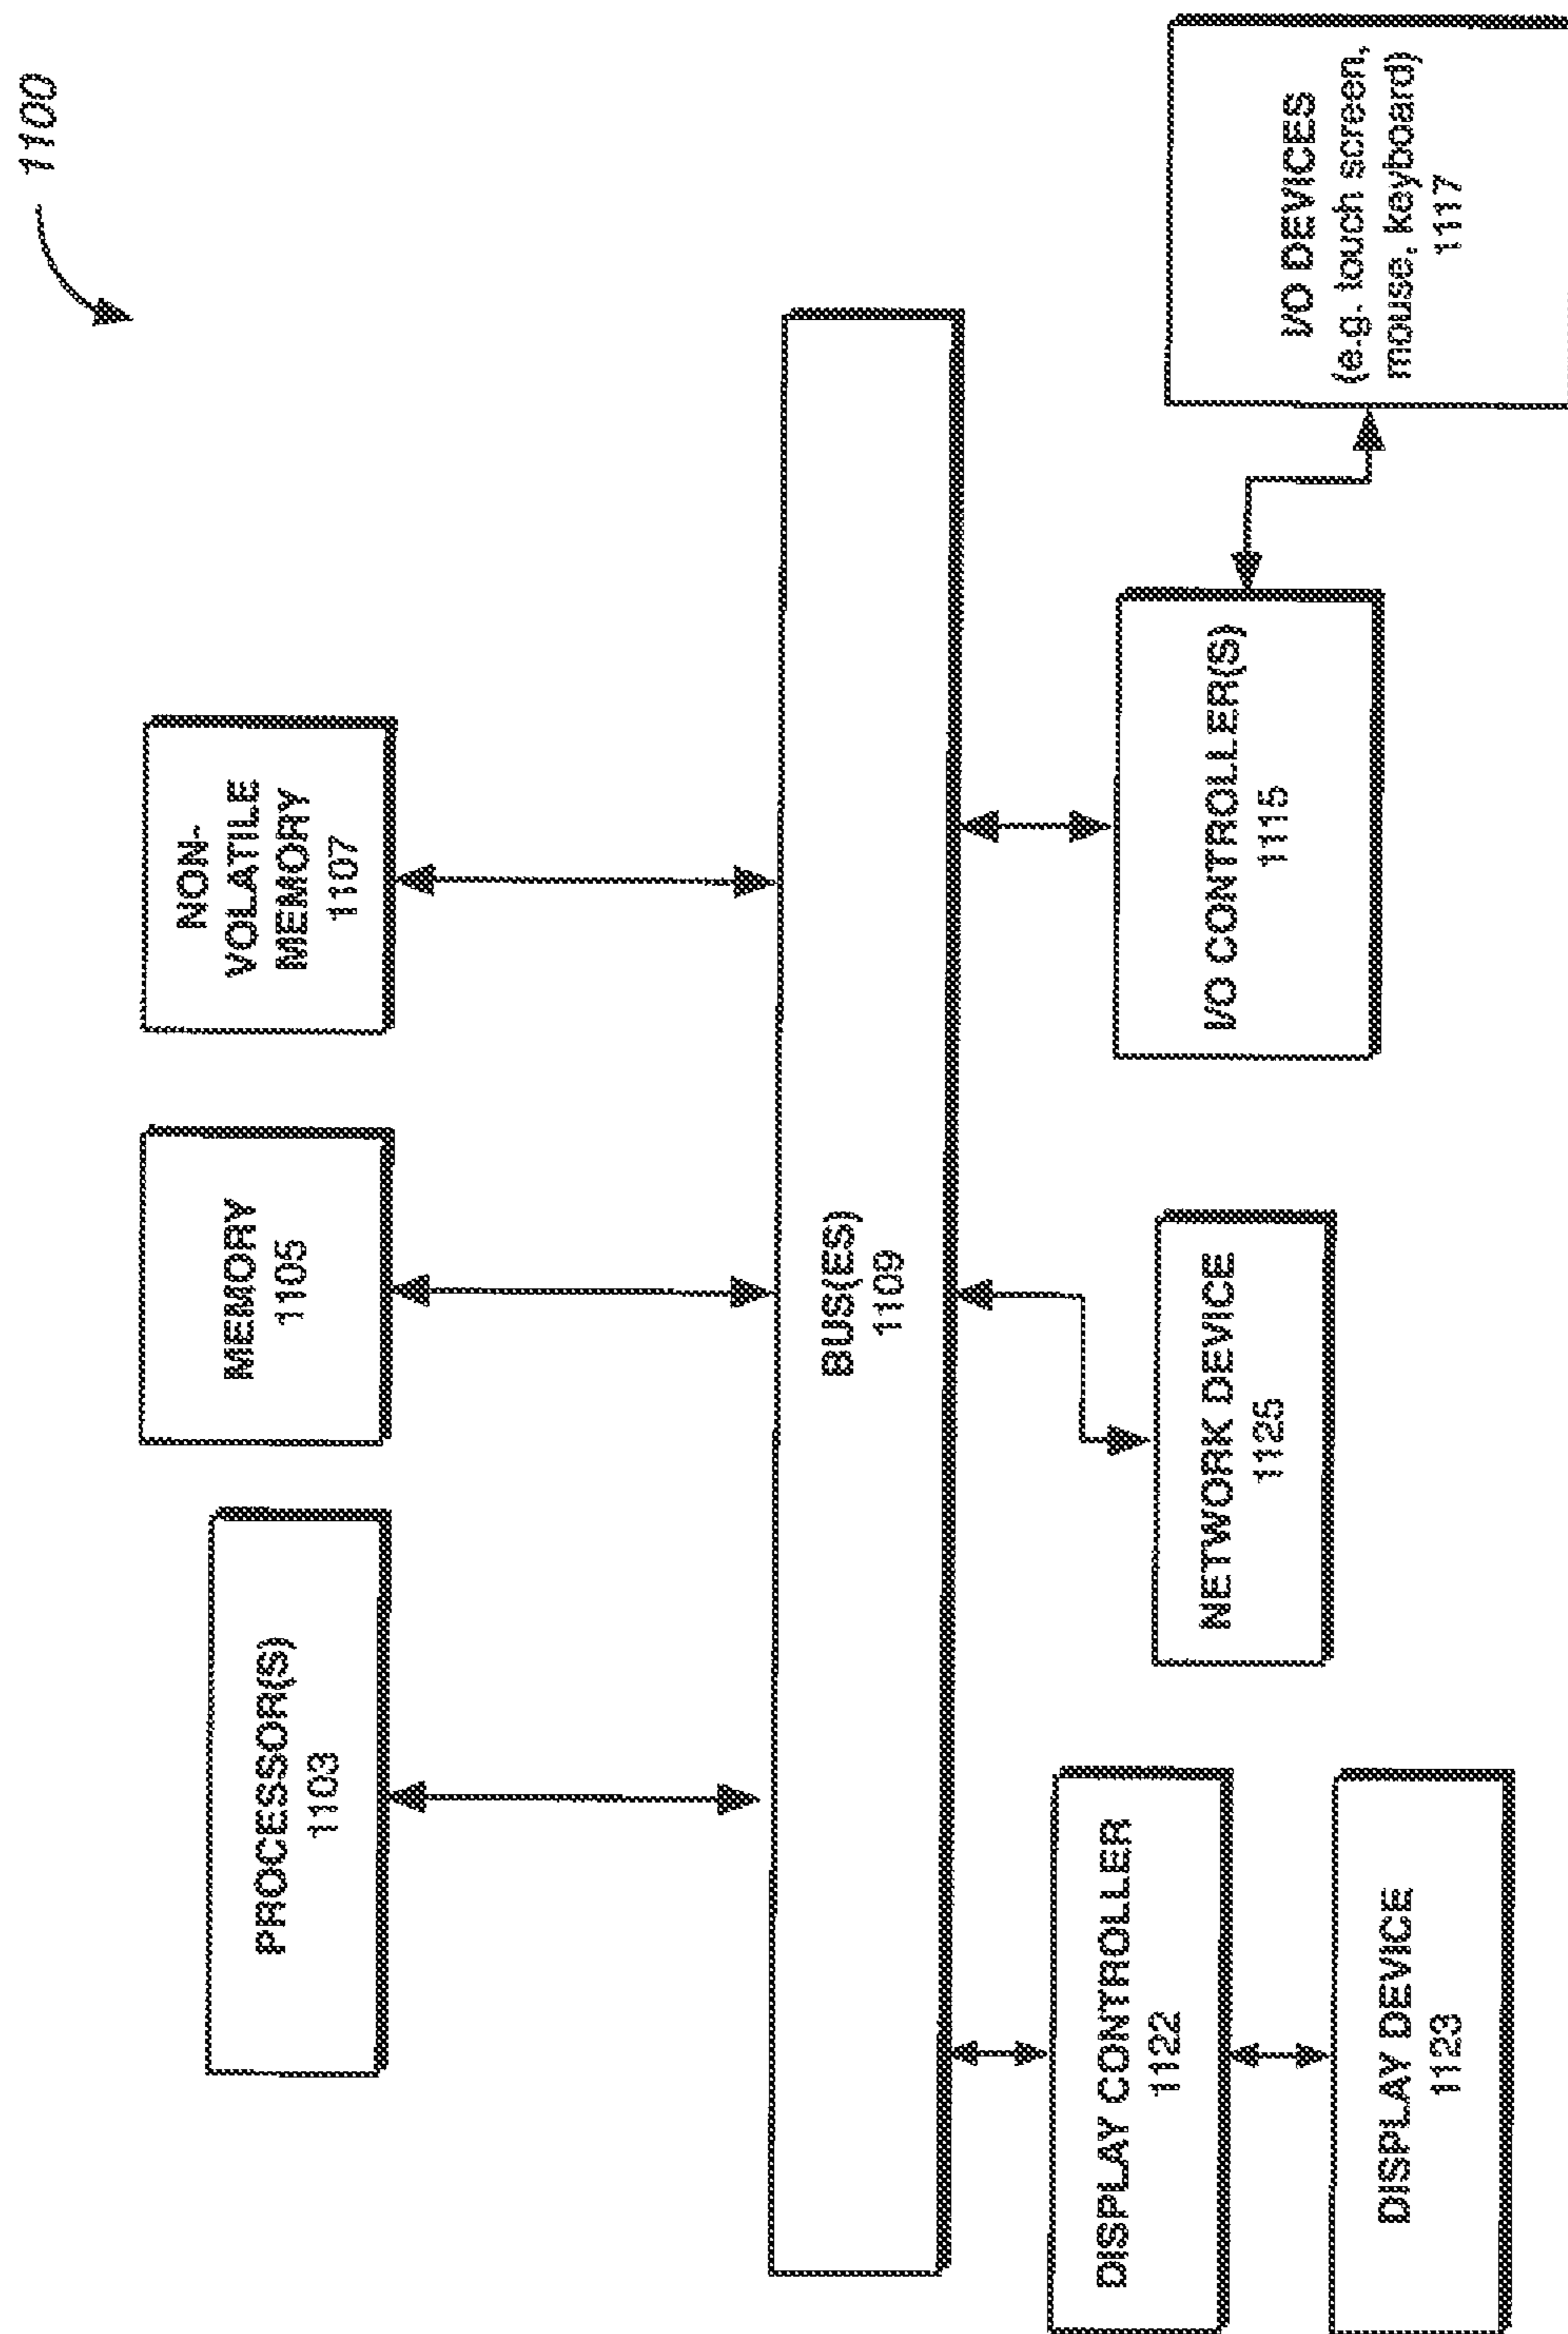 1100
PROCESSOR(S)
1103
MEMORY
1105
NON-
VOLATILE
MEMORY
1107
BUS(ES)
1109
DISPLAY CONTROLLER
1122
DISPLAY DEVICE
1123
NETWORK DEVICE
1125
I/O CONTROLLER(S)
1115
I/O DEVICES
(e.g. touch screen,
mouse, keyboard)
1117